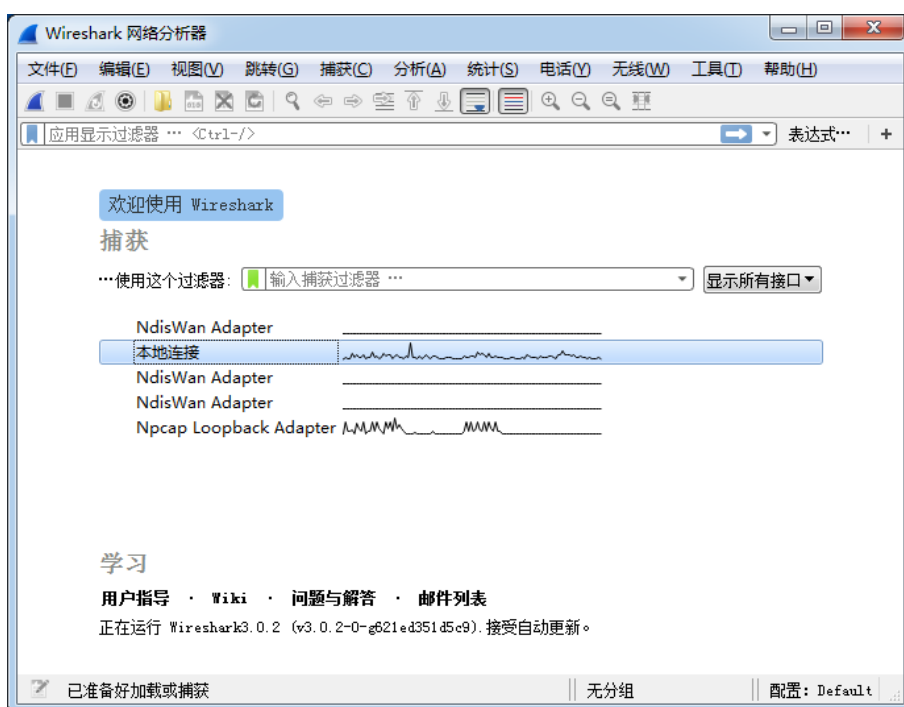 Wireshark 网络分析器
文件(F) 编辑(E) 视图(V) 跳转(G) 捕获(C) 分析(A) 统计(S) 电话(Y) 无线(W) 工具(T) 帮助(H)
应用显示过滤器 … <Ctrl-/> 表达式… +
欢迎使用 Wireshark
捕获
…使用这个过滤器: 输入捕获过滤器 … 显示所有接口
NdisWan Adapter
本地连接
NdisWan Adapter
NdisWan Adapter
Npcap Loopback Adapter
学习
用户指导 · Wiki · 问题与解答 · 邮件列表
正在运行 Wireshark3.0.2 (v3.0.2-0-g621ed351d5c9).接受自动更新。
已准备好加载或捕获 无分组 配置: Default